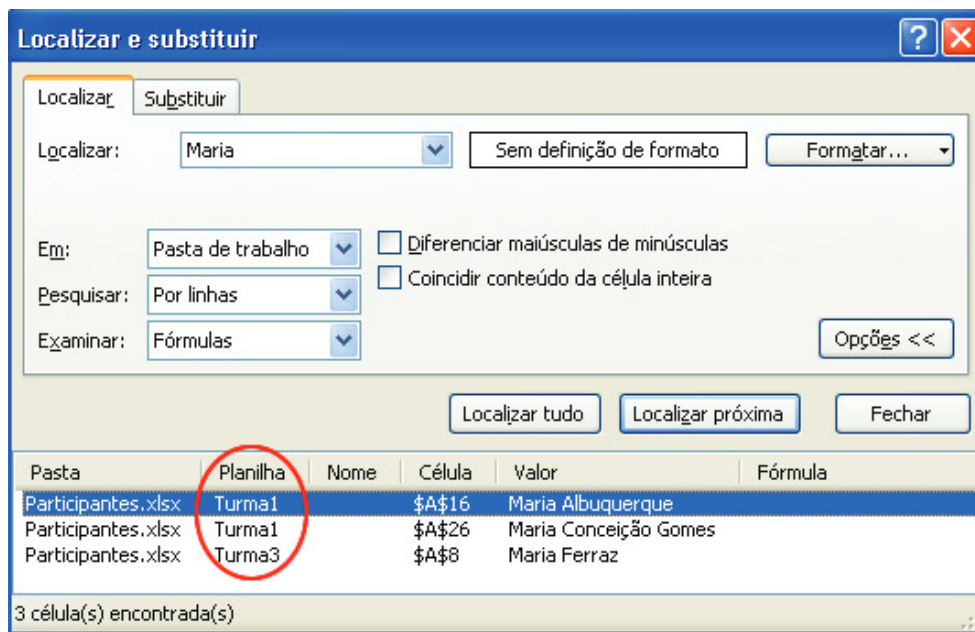 Localizar e substituir
Localizar Substituir
Localizar: Maria Sem definição de formato Formatar...
Em: Pasta de trabalho Diferenciar maiúsculas de minúsculas
Coincidir conteúdo da célula inteira
Pesquisar: Por linhas
Examinar: Fórmulas Opções <<
Localizar tudo Localizar próxima Fechar
Pasta Planilha Nome Célula Valor Fórmula
Participantes.xlsx Turma1 $A$16 Maria Albuquerque
Participantes.xlsx Turma1 $A$26 Maria Conceição Gomes
Participantes.xlsx Turma3 $A$8 Maria Ferraz
3 célula(s) encontrada(s)